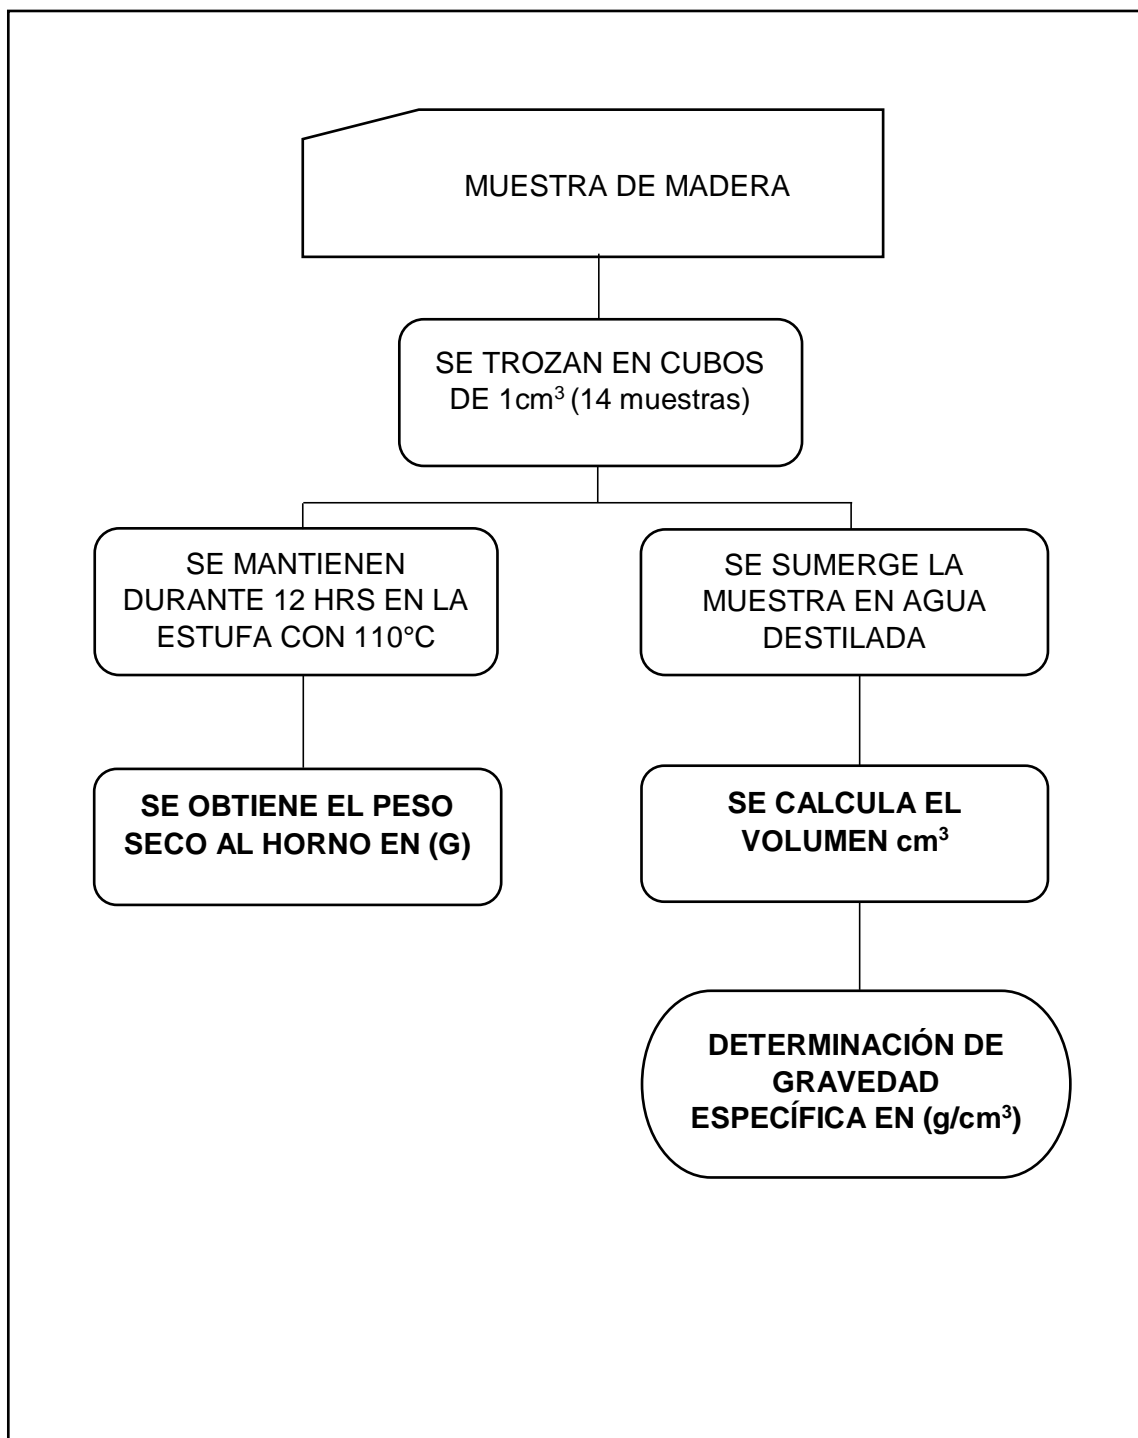 MUESTRA DE MADERA
SE TROZAN EN CUBOS
DE 1cm³ (14 muestras)
SE MANTIENEN
DURANTE 12 HRS EN LA
ESTUFA CON 110°C
SE SUMERGE LA
MUESTRA EN AGUA
DESTILADA
SE OBTIENE EL PESO
SECO AL HORNO EN (G)
SE CALCULA EL
VOLUMEN cm³
DETERMINACIÓN DE
GRAVEDAD
ESPECÍFICA EN (g/cm³)